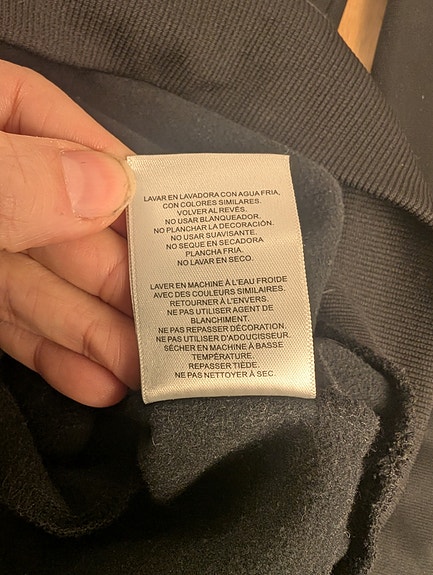 LAVAR EN LAVADORA CON AGUA FRIA,
CON COLORES SIMILARES.
VOLVER AL REVÉS.
NO USAR BLANQUEADOR.
NO PLANCHAR LA DECORACIÓN.
NO USAR SUAVISANTE.
NO SEQUE EN SECADORA
PLANCHA FRIA.
NO LAVAR EN SECO.
LAVER EN MACHINE À L'EAU FROIDE
AVEC DES COULEURS SIMILAIRES.
RETOURNER À L'ENVERS.
NE PAS UTILISER AGENT DE
BLANCHIMENT.
NE PAS REPASSER DÉCORATION.
NE PAS UTILISER D'ADOUCISSEUR.
SÉCHER EN MACHINE À BASSE
TEMPÉRATURE.
REPASSER TIÈDE.
NE PAS NETTOYER À SEC.